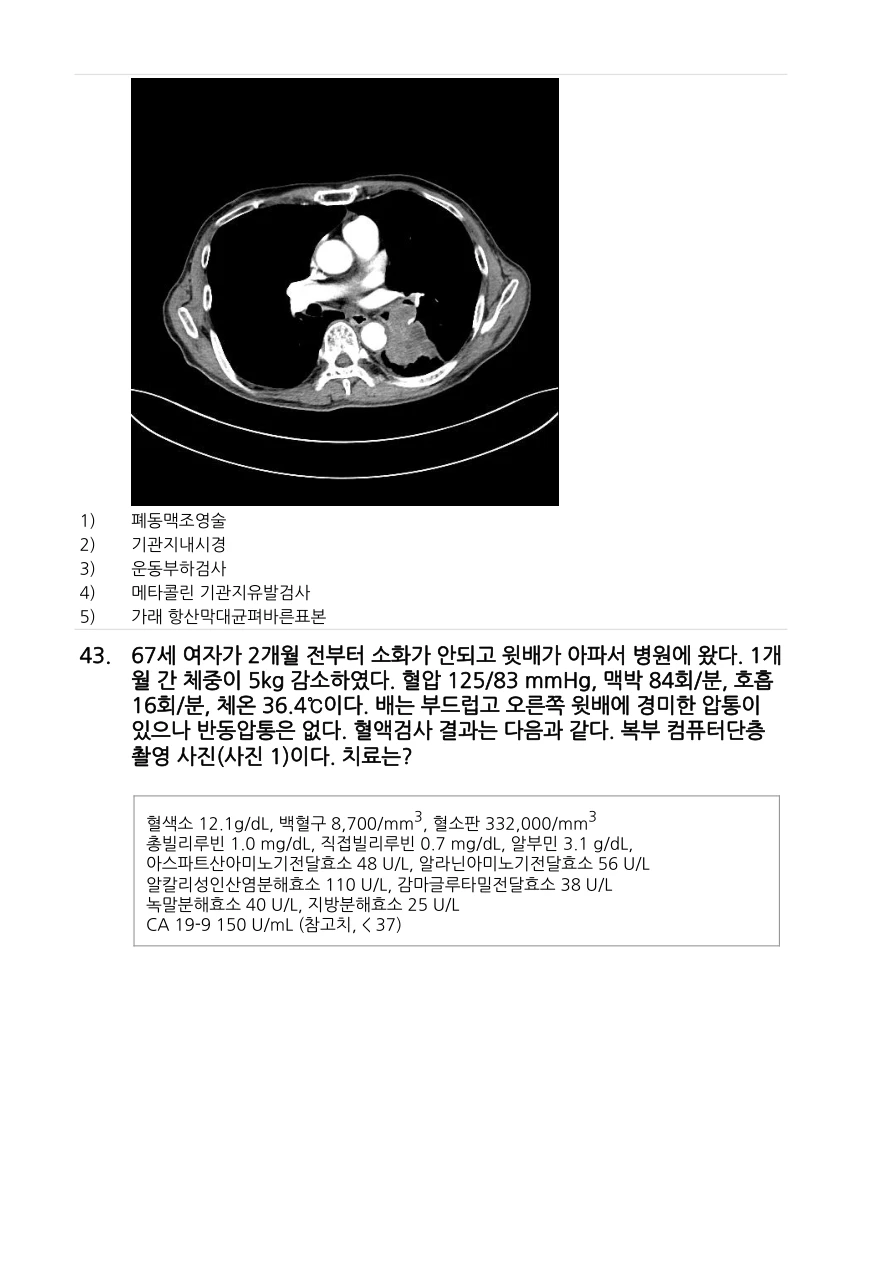 1) 폐동맥조영술
2) 기관지내시경
3) 운동부하검사
4) 메타콜린 기관지유발검사
5) 가래 항산막대균펴바른표본
43. 67세 여자가 2개월 전부터 소화가 안되고 윗배가 아파서 병원에 왔다. 1개
월 간 체중이 5kg 감소하였다. 혈압 125/83 mmHg, 맥박 84회/분, 호흡
16회/분, 체온 36.4℃이다. 배는 부드럽고 오른쪽 윗배에 경미한 압통이
있으나 반동압통은 없다. 혈액검사 결과는 다음과 같다. 복부 컴퓨터단층
촬영 사진(사진 1)이다. 치료는?
혈색소 12.1g/dL, 백혈구 8,700/mm3, 혈소판 332,000/mm3
총빌리루빈 1.0 mg/dL, 직접빌리루빈 0.7 mg/dL, 알부민 3.1 g/dL,
아스파트산아미노기전달효소 48 U/L, 알라닌아미노기전달효소 56 U/L
알칼리성인산염분해효소 110 U/L, 감마글루타밀전달효소 38 U/L
녹말분해효소 40 U/L, 지방분해효소 25 U/L
CA 19-9 150 U/mL (참고치, < 37)